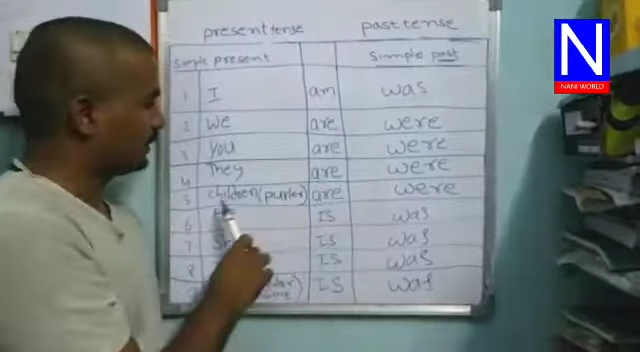 present tense past tense
simple present simple past
1 I am was
2 we are were
3 you are were
4 They are were
5 children (purler) are were
6 IS was
7 IS was
8 IS was
IS was
N
NANI WORLD